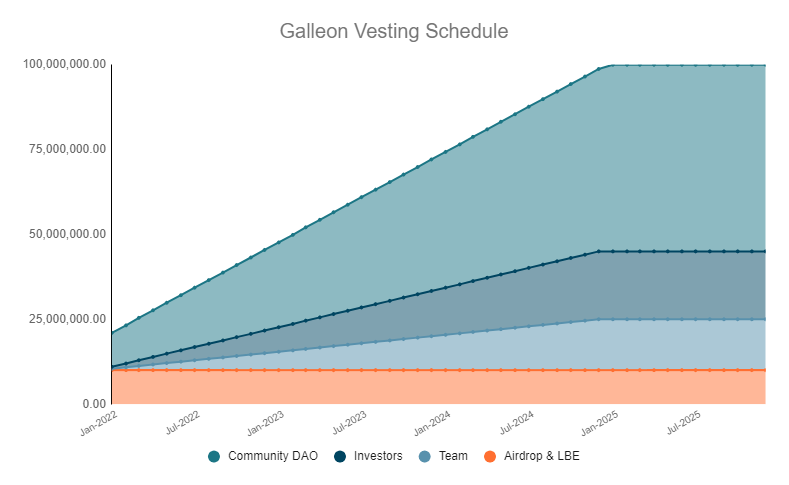 Galleon Vesting Schedule
100,000,000.00
75,000,000.00
50,000,000.00
25,000,000.00
0.00
Jan-2022
Jul-2022
Jan-2023
Jul-2023
Jan-2024
Jul-2024
Jan-2025
Jul-2025
Community DAO
Investors
Team
Airdrop & LBE